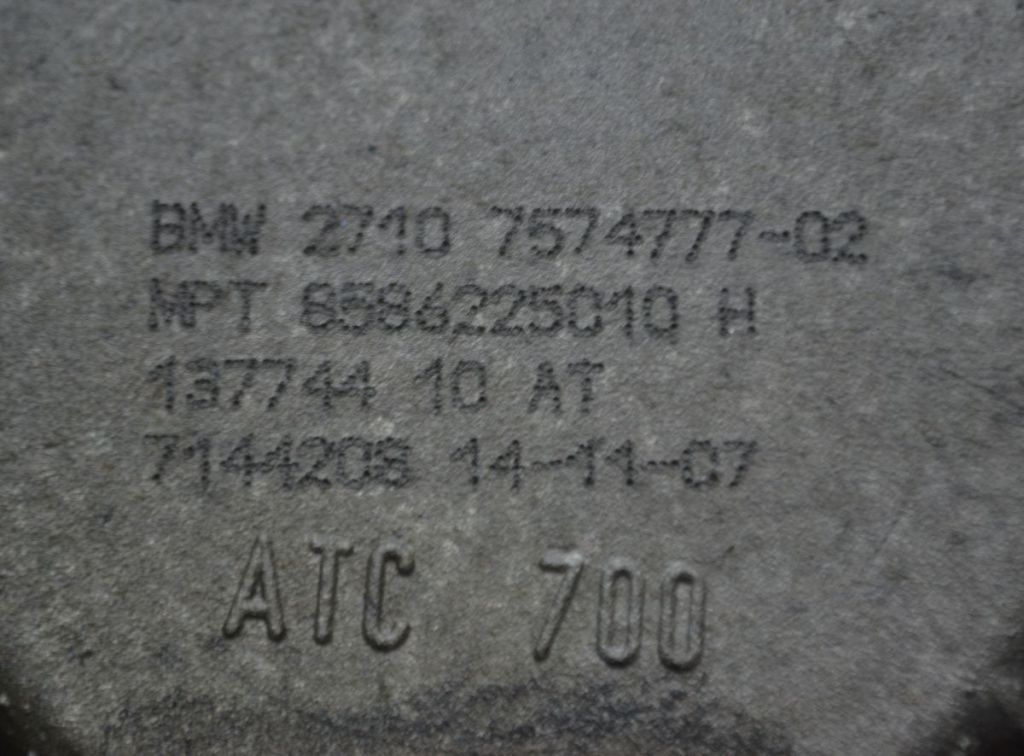 BMW 2710 7574777-02
MPT 8586225010 H
137744 10 AT
7144208 14-11-07
ATC 700